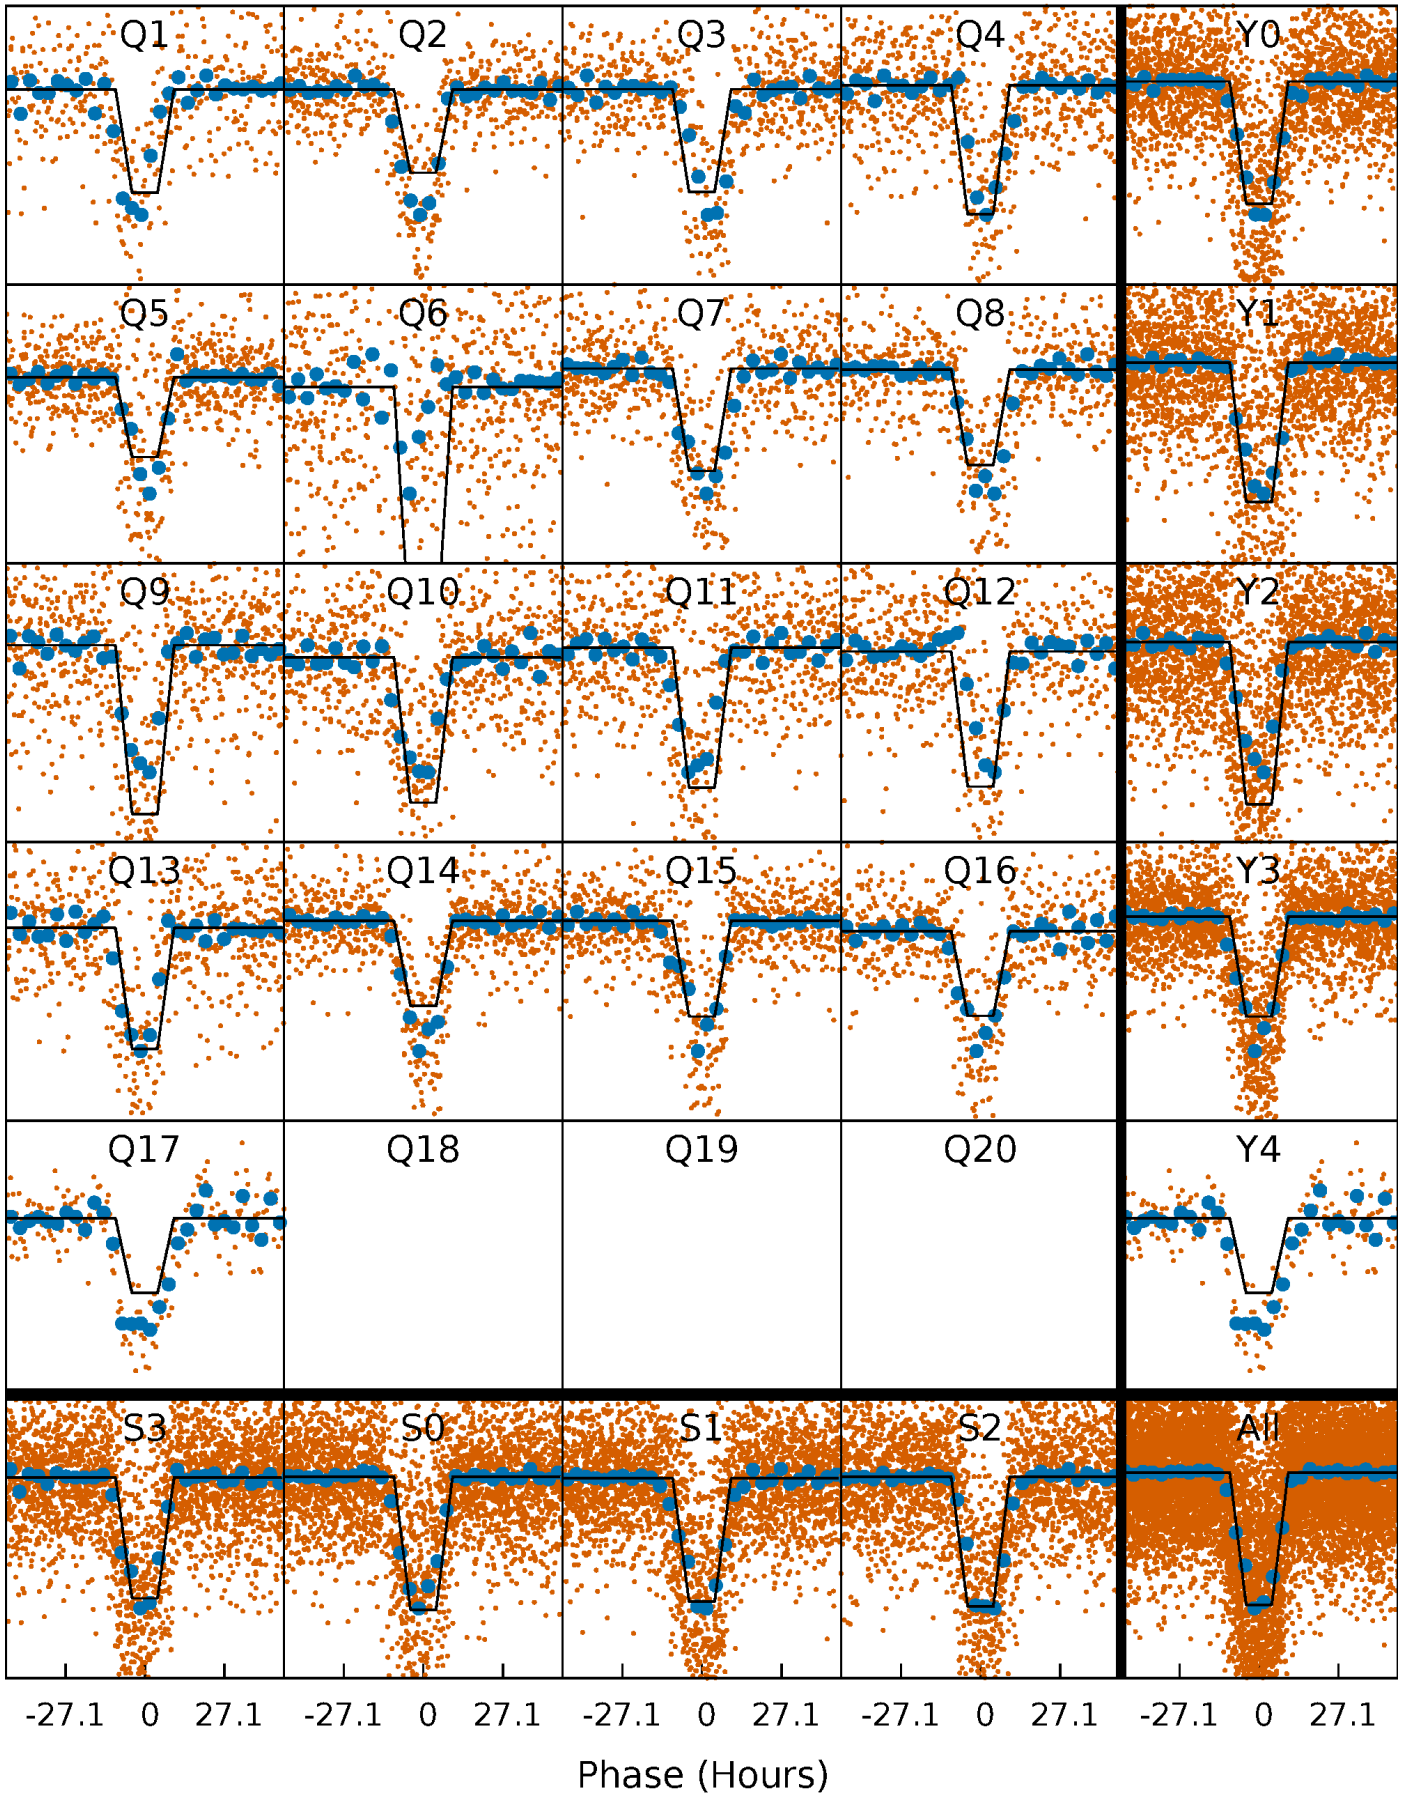 Q1 Q2 Q3 Q4 Y0
Q5 Q6 Q7 Q8 Y1
Q9 Q10 Q11 Q12 Y2
Q13 Q14 Q15 Q16 Y3
Q17 Q18 Q19 Q20 Y4
S3 S0 S1 S2 All
-27.1 0 27.1 -27.1 0 27.1 -27.1 0 27.1 -27.1 0 27.1 -27.1 0 27.1
Phase (Hours)